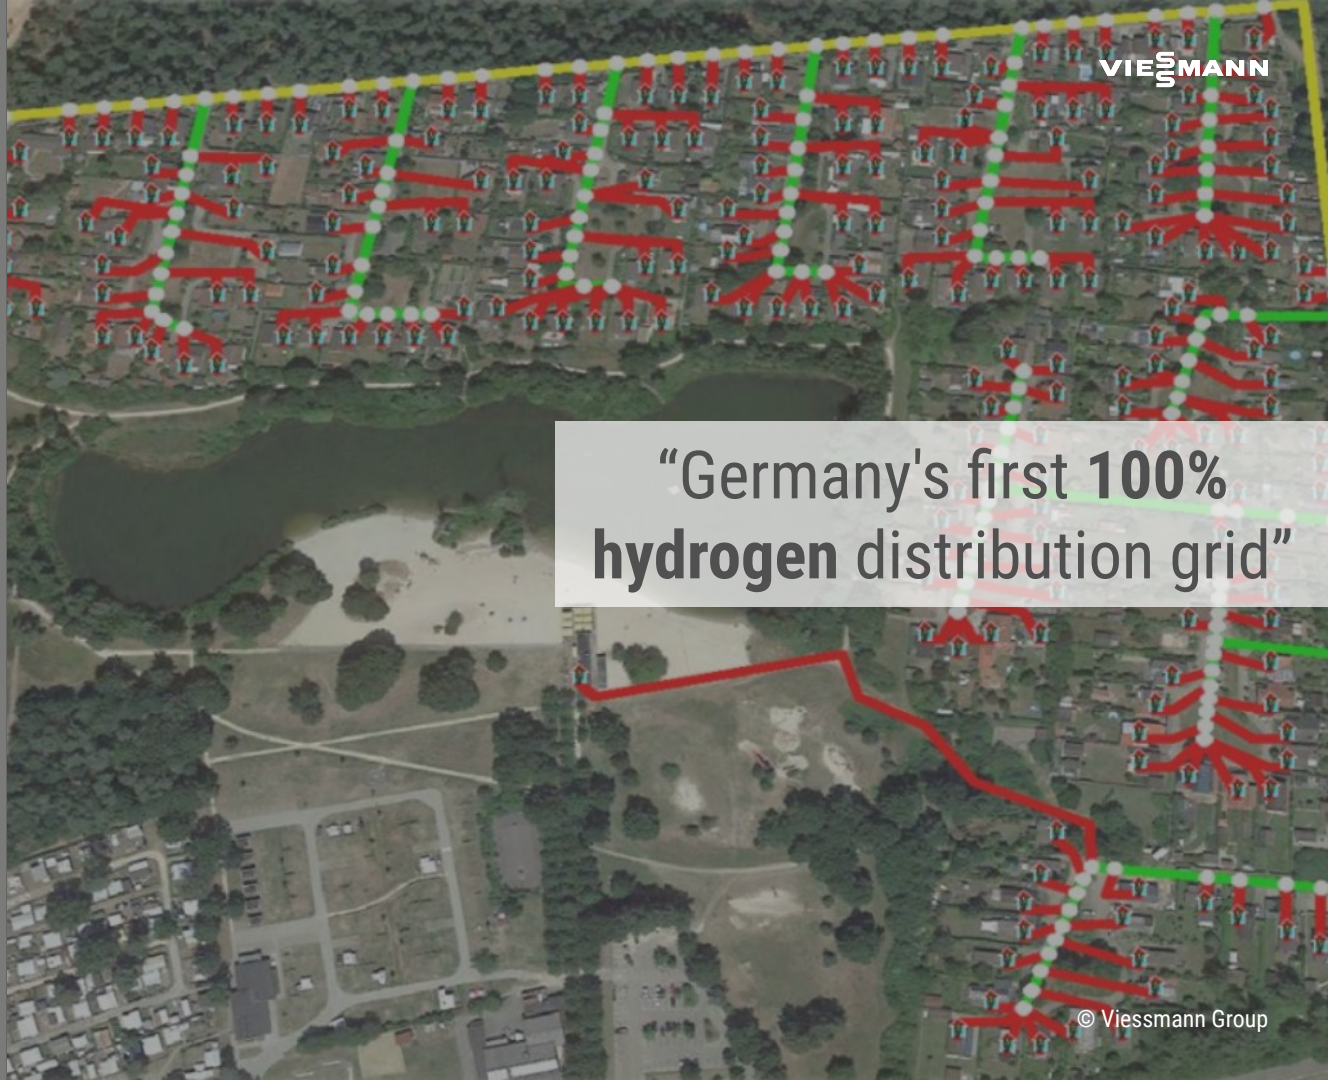 VIESSMANN
“Germany's first 100%
hydrogen distribution grid”
© Viessmann Group